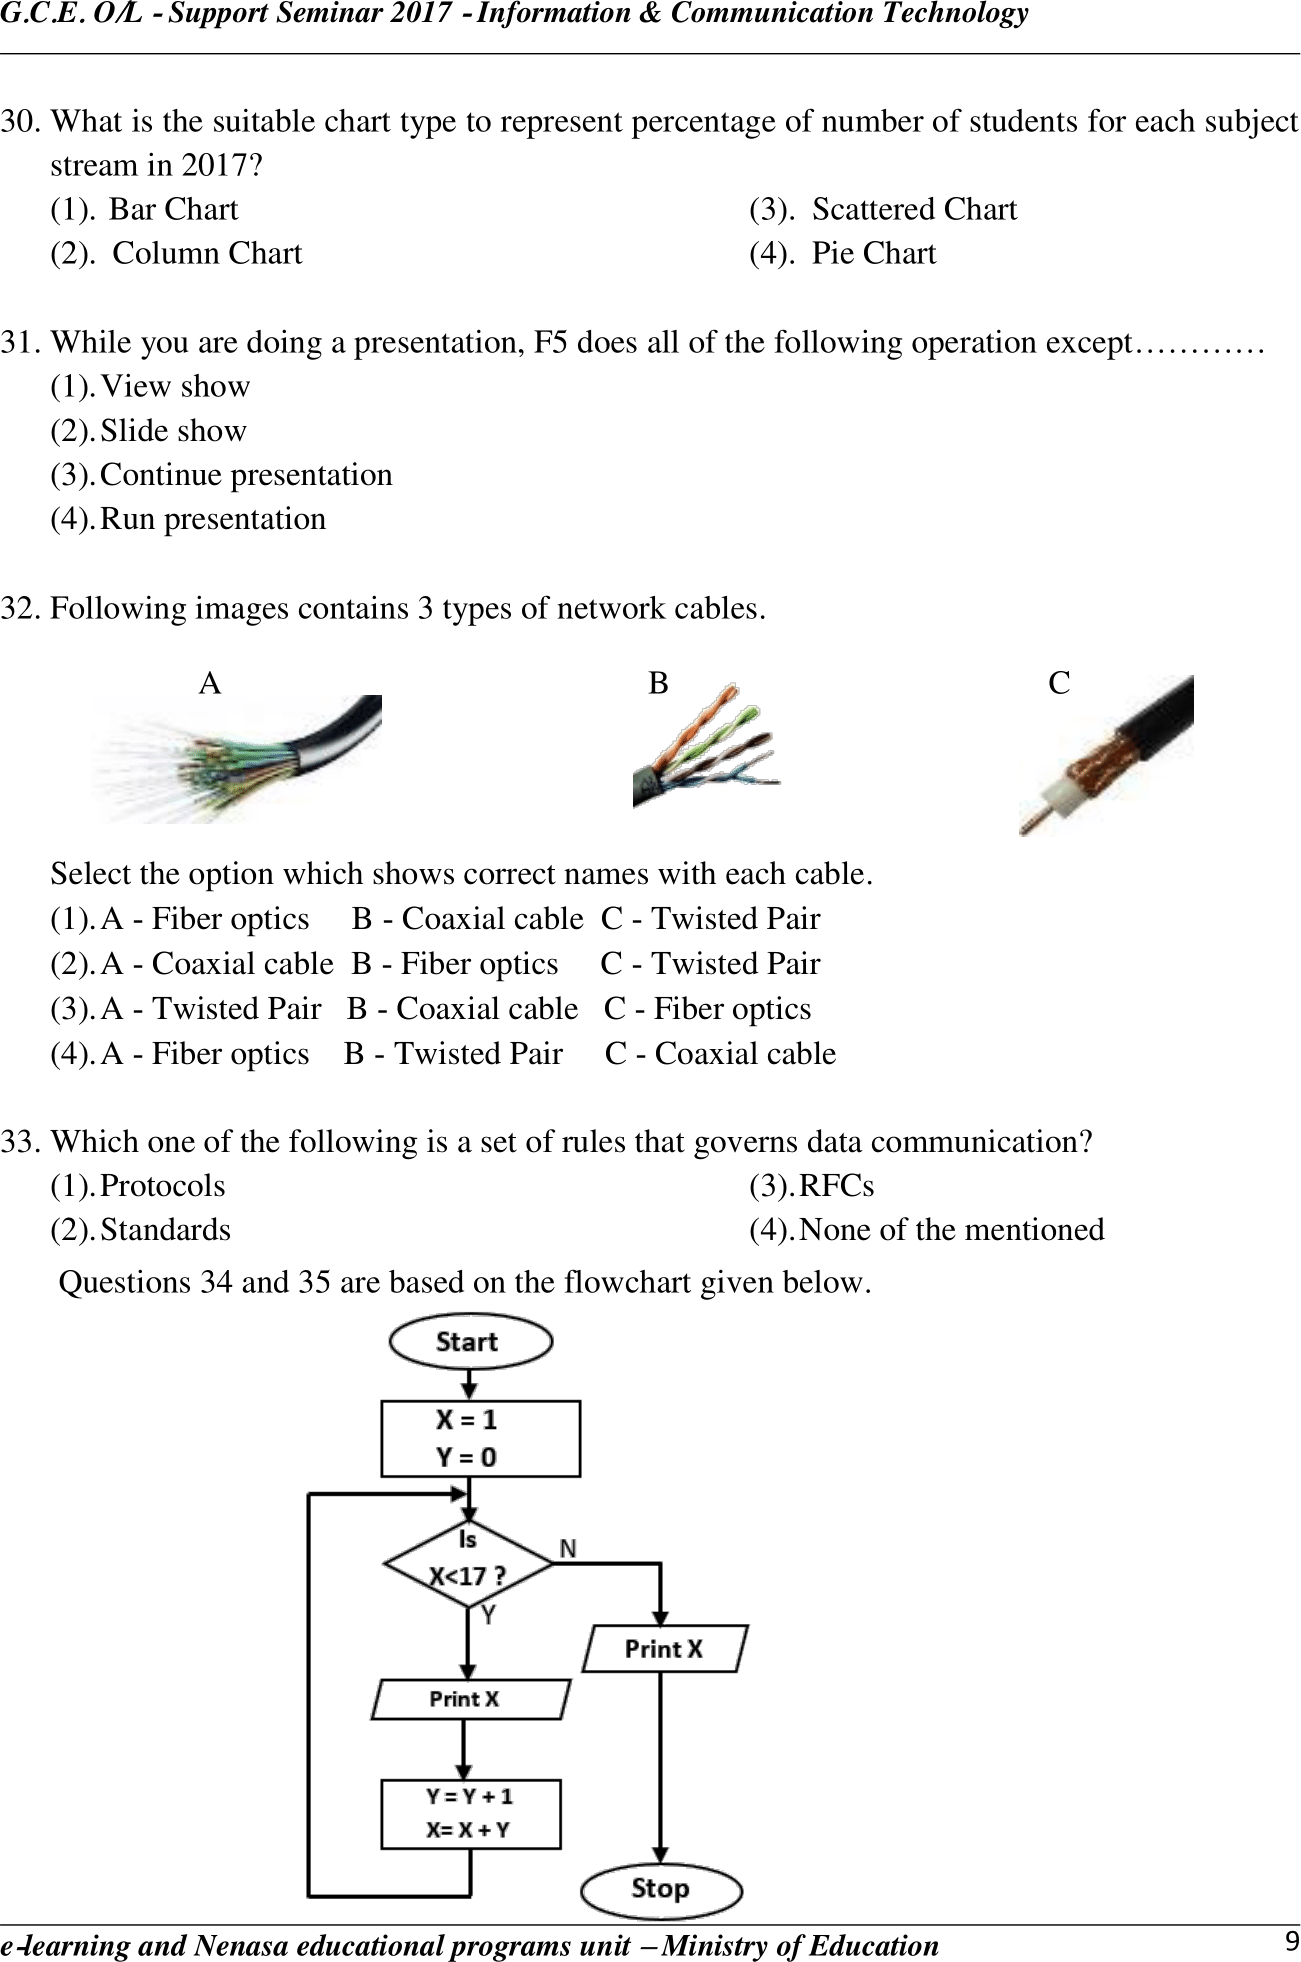 G.C.E. O/L - Support Seminar 2017 - Information & Communication Technology
30. What is the suitable chart type to represent percentage of number of students for each subject
stream in 2017?
(1). Bar Chart
(3). Scattered Chart
(2). Column Chart
(4). Pie Chart
31. While you are doing a presentation, F5 does all of the following operation except…………
(1). View show
(2). Slide show
(3). Continue presentation
(4). Run presentation
32. Following images contains 3 types of network cables.
A B C
Select the option which shows correct names with each cable.
(1). A - Fiber optics B - Coaxial cable C - Twisted Pair
(2). A - Coaxial cable B - Fiber optics C - Twisted Pair
(3). A - Twisted Pair B - Coaxial cable C - Fiber optics
(4). A - Fiber optics B - Twisted Pair C - Coaxial cable
33. Which one of the following is a set of rules that governs data communication?
(1). Protocols
(3). RFCs
(2). Standards
(4). None of the mentioned
Questions 34 and 35 are based on the flowchart given below.
Start
X = 1
Y = 0
Is
X<17 ?
N
Y
Print X
Print X
Y = Y + 1
X= X + Y
Stop
e-learning and Nenasa educational programs unit – Ministry of Education
9